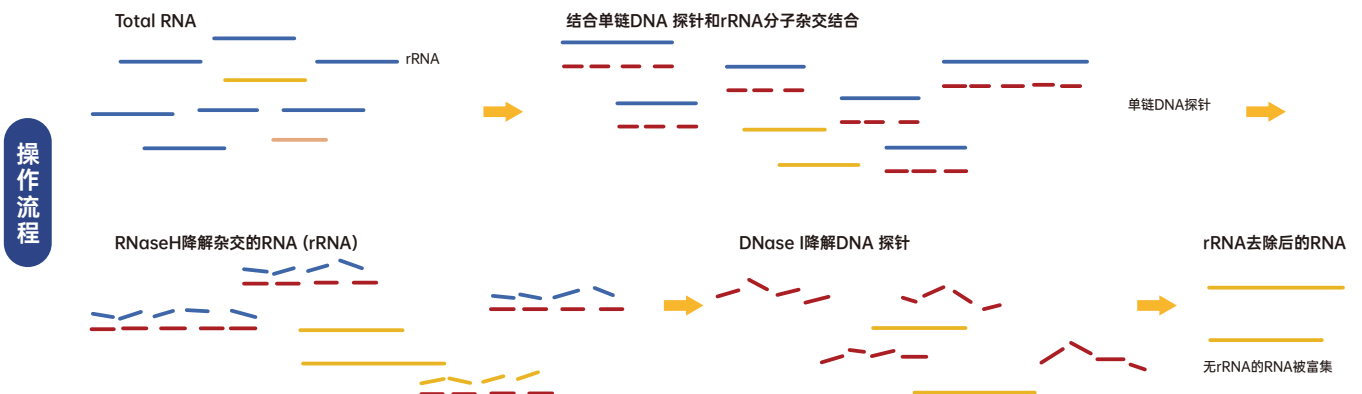 操作流程
Total RNA
rRNA
结合单链DNA 探针和rRNA分子杂交结合
单链DNA探针
RNaseH降解杂交的RNA (rRNA)
DNase I降解DNA 探针
rRNA去除后的RNA
无rRNA的RNA被富集